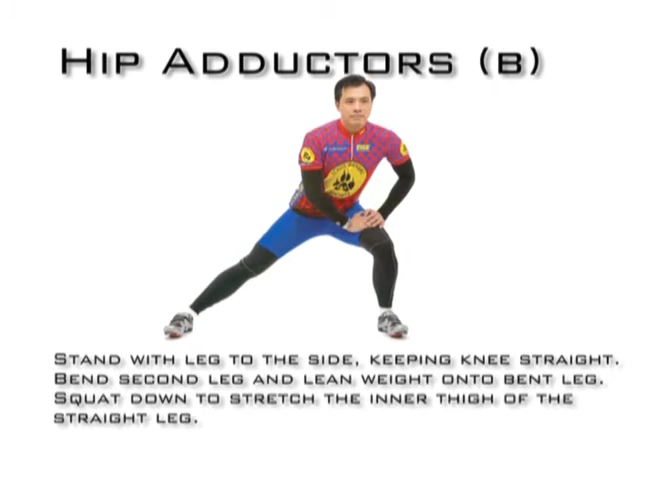 Hip Adductors (b)
Stand with leg to the side, keeping knee straight.
Bend second leg and lean weight onto bent leg.
Squat down to stretch the inner thigh of the
straight leg.